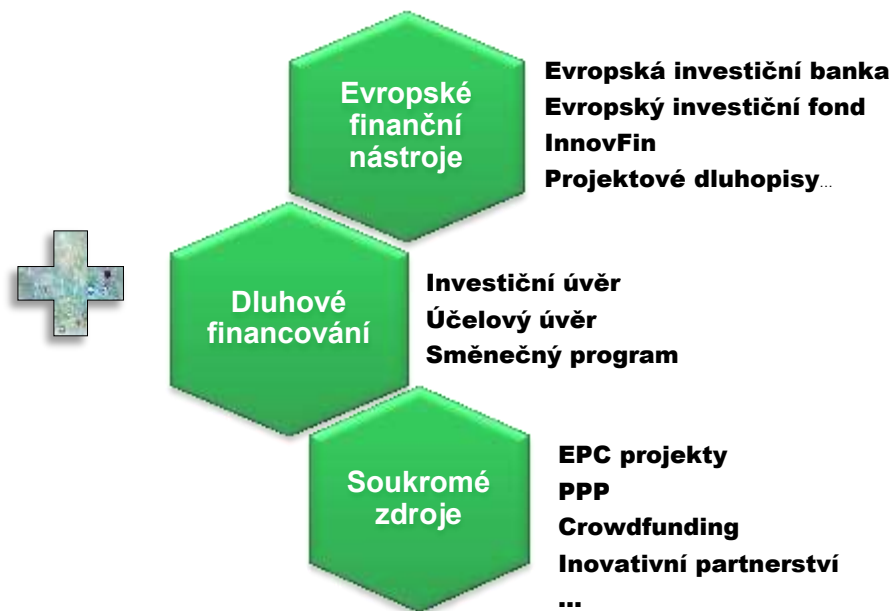 Evropské
finanční
nástroje
Evropská investiční banka
Evropský investiční fond
InnovFin
Projektové dluhopisy...
Dluhové
financování
Investiční úvěr
Účelový úvěr
Směnečný program
Soukromé
zdroje
EPC projekty
PPP
Crowdfunding
Inovativní partnerství
...